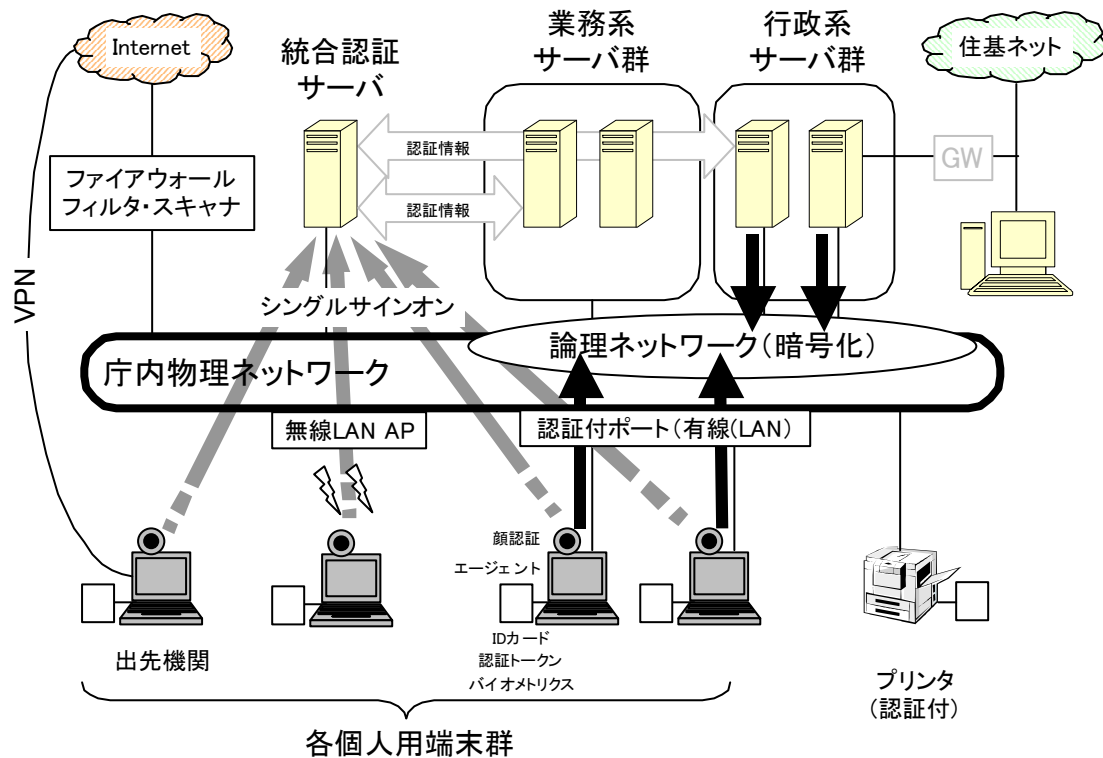 Internet
統合認証
サーバ
業務系
サーバ群
行政系
サーバ群
住基ネット
認証情報
認証情報
GW
ファイアウォール
フィルタ・スキャナ
VPN
シングルサインオン
論理ネットワーク(暗号化)
庁内物理ネットワーク
無線LAN AP
認証付ポート(有線(LAN)
顔認証
エージェント
IDカード
認証トークン
バイオメトリクス
出先機関
プリンタ
(認証付)
各個人用端末群